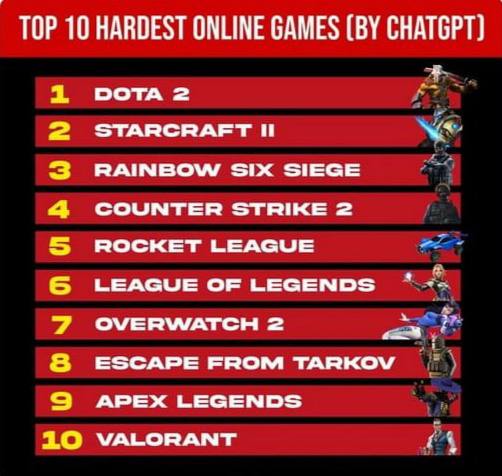 TOP 10 HARDEST ONLINE GAMES (BY CHATGPT)
1 DOTA 2
2 STARCRAFT II
3 RAINBOW SIX SIEGE
4 COUNTER STRIKE 2
5 ROCKET LEAGUE
6 LEAGUE OF LEGENDS
7 OVERWATCH 2
8 ESCAPE FROM TARKOV
9 APEX LEGENDS
10 VALORANT